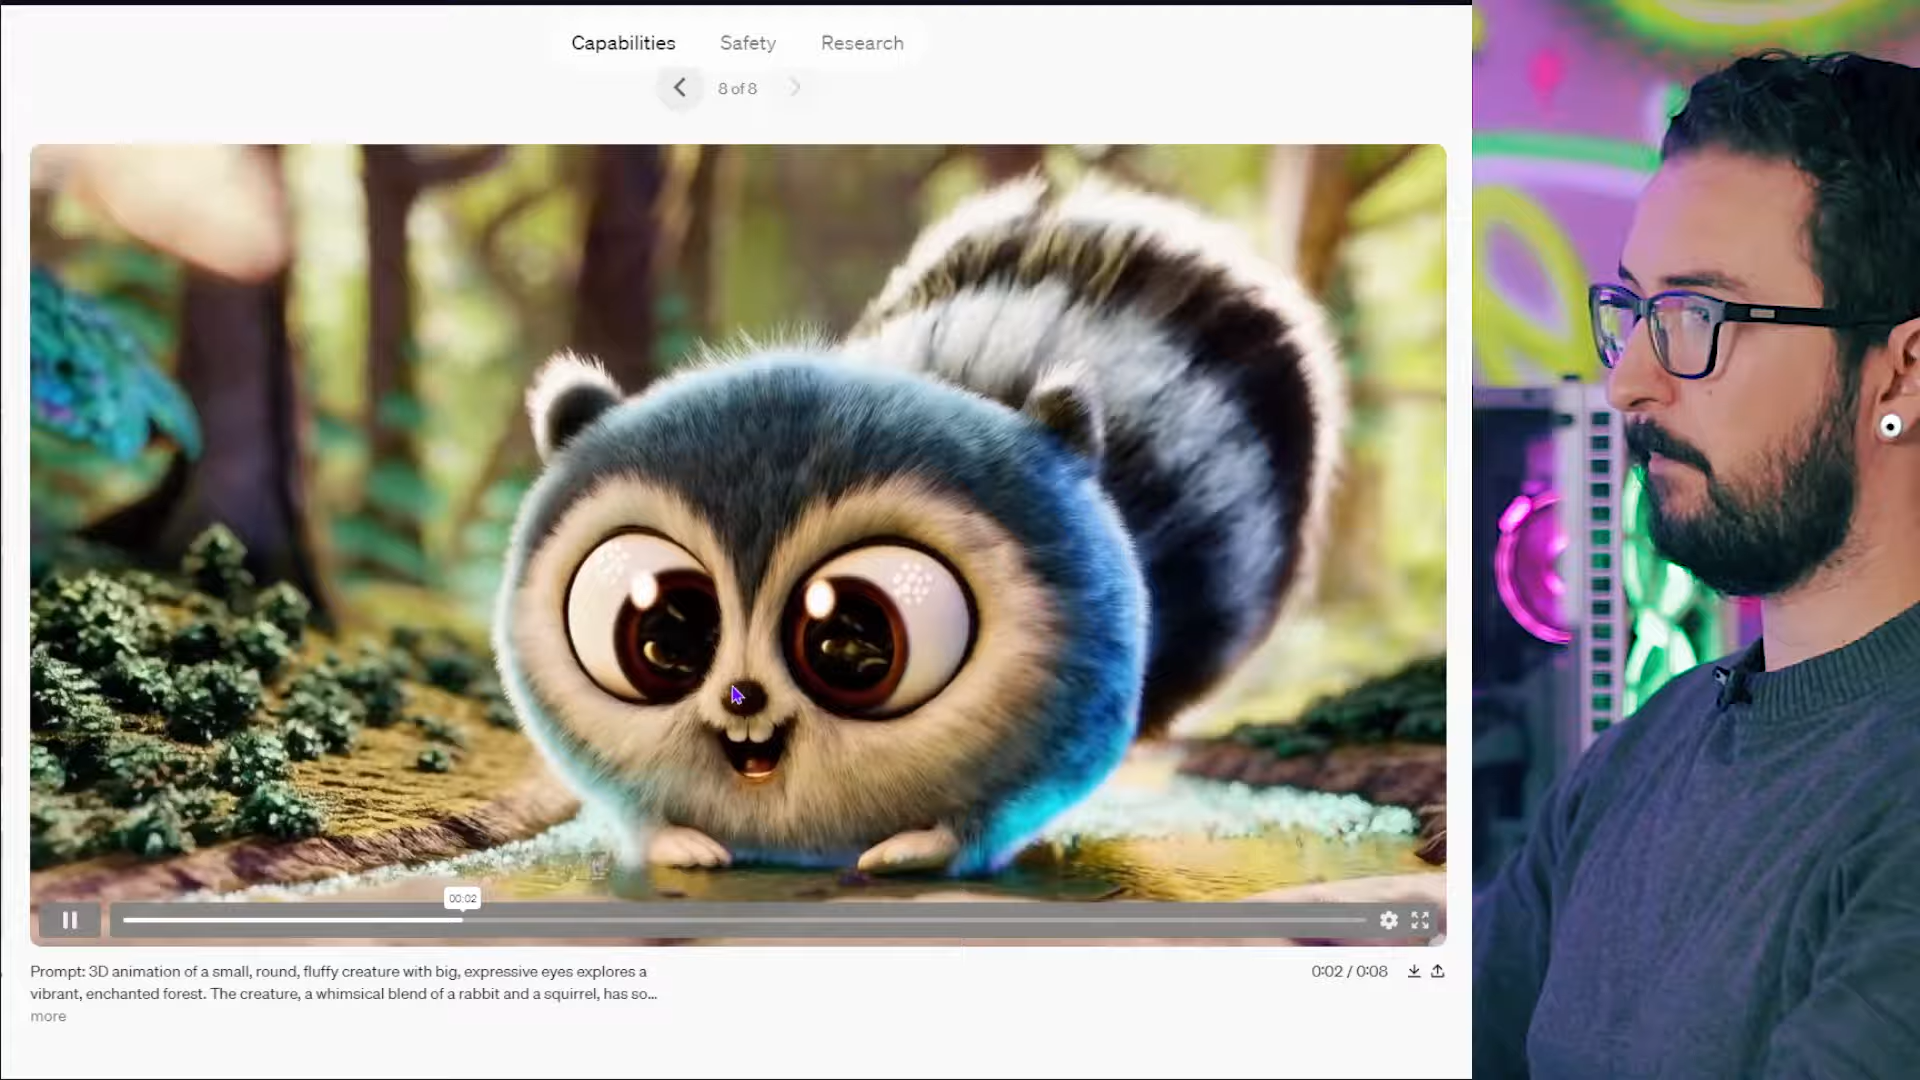 Capabilities Safety Research
8 of 8
00:02
Prompt: 3D animation of a small, round, fluffy creature with big, expressive eyes explores a
vibrant, enchanted forest. The creature, a whimsical blend of a rabbit and a squirrel, has so...
more
0:02 / 0:08